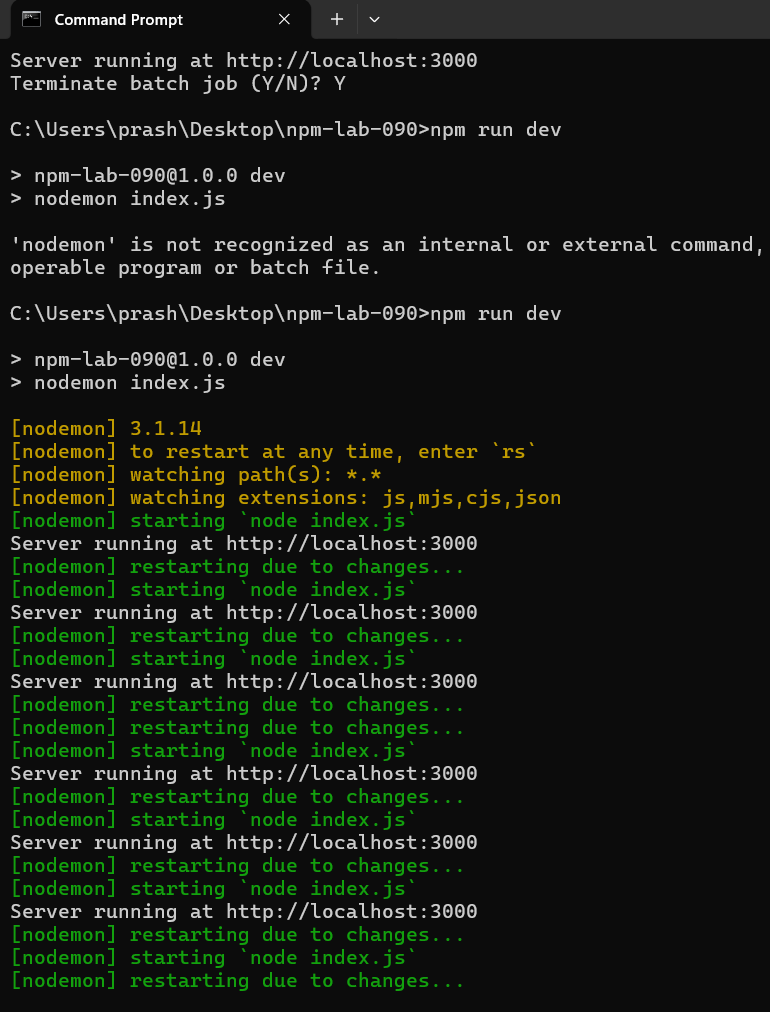 Command Prompt
Server running at http://localhost:3000
Terminate batch job (Y/N)? Y
C:\Users\prash\Desktop\npm-lab-090>npm run dev
> npm-lab-090@1.0.0 dev
> nodemon index.js
'nodemon' is not recognized as an internal or external command,
operable program or batch file.
C:\Users\prash\Desktop\npm-lab-090>npm run dev
> npm-lab-090@1.0.0 dev
> nodemon index.js
[nodemon] 3.1.14
[nodemon] to restart at any time, enter `rs`
[nodemon] watching path(s): *.*
[nodemon] watching extensions: js,mjs,cjs,json
[nodemon] starting `node index.js`
Server running at http://localhost:3000
[nodemon] restarting due to changes...
[nodemon] starting `node index.js`
Server running at http://localhost:3000
[nodemon] restarting due to changes...
[nodemon] starting `node index.js`
Server running at http://localhost:3000
[nodemon] restarting due to changes...
[nodemon] restarting due to changes...
[nodemon] starting `node index.js`
Server running at http://localhost:3000
[nodemon] restarting due to changes...
[nodemon] starting `node index.js`
Server running at http://localhost:3000
[nodemon] restarting due to changes...
[nodemon] starting `node index.js`
Server running at http://localhost:3000
[nodemon] restarting due to changes...
[nodemon] starting `node index.js`
[nodemon] restarting due to changes...